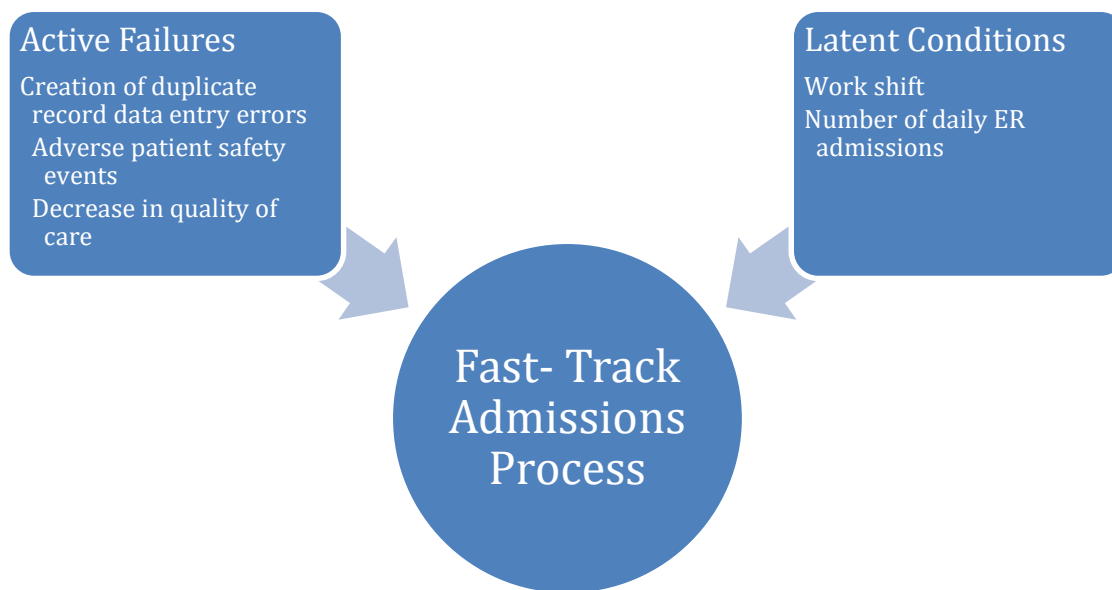 Active Failures
Creation of duplicate
record data entry errors
Adverse patient safety
events
Decrease in quality of
care
Latent Conditions
Work shift
Number of daily ER
admissions
Fast- Track
Admissions
Process